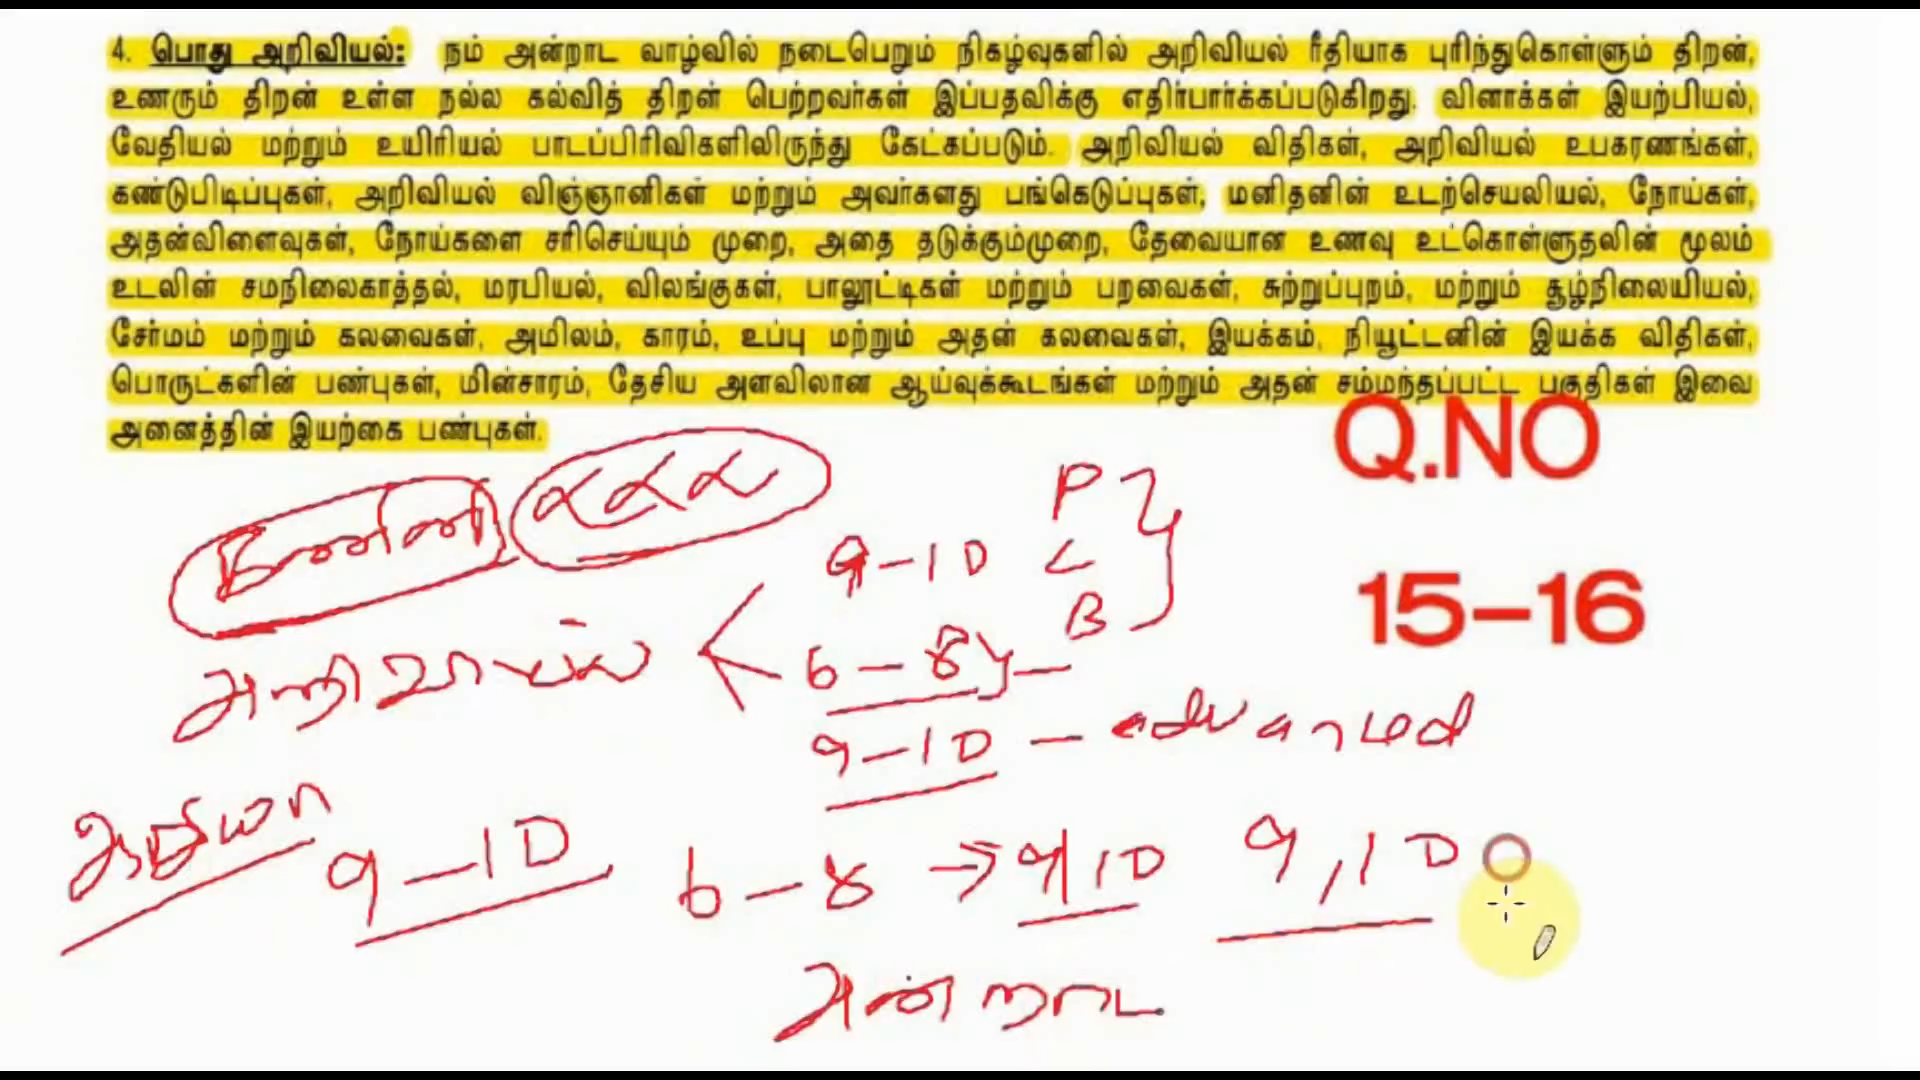 4. பொது அறிவியல்: நம் அன்றாட வாழ்வில் நடைபெறும் நிகழ்வுகளில் அறிவியல் ரீதியாக புரிந்துகொள்ளும் திறன்,
உணரும் திறன் உள்ள நல்ல கல்வித் திறன் பெற்றவர்கள் இப்பதவிக்கு எதிர்பார்க்கப்படுகிறது. வினாக்கள் இயற்பியல்,
வேதியல் மற்றும் உயிரியல் பாடப்பிரிவிகளிலிருந்து கேட்கப்படும். அறிவியல் விதிகள், அறிவியல் உபகரணங்கள்,
கண்டுபிடிப்புகள், அறிவியல் விஞ்ஞானிகள் மற்றும் அவர்களது பங்கெடுப்புகள், மனிதனின் உடற்செயலியல், நோய்கள்,
அதன்விளைவுகள், நோய்களை சரிசெய்யும் முறை, அதை தடுக்கும்முறை, தேவையான உணவு உட்கொள்ளுதலின் மூலம்
உடலின் சமநிலைகாத்தல், மரபியல், விலங்குகள், பாலூட்டிகள் மற்றும் பறவைகள், சுற்றுப்புறம், மற்றும் சூழ்நிலையியல்,
சேர்மம் மற்றும் கலவைகள், அமிலம், காரம், உப்பு மற்றும் அதன் கலவைகள், இயக்கம், நியூட்டனின் இயக்க விதிகள்,
பொருட்களின் பண்புகள், மின்சாரம், தேசிய அளவிலான ஆய்வுக்கூடங்கள் மற்றும் அதன் சம்மந்தப்பட்ட பகுதிகள் இவை
அனைத்தின் இயற்கை பண்புகள்.
Q.NO
15-16
P
9-10 C
B
அறிவாயல் 6-8
9-10 - advanced
9-10 6-8 → 9,10 9,10
அன்றாட